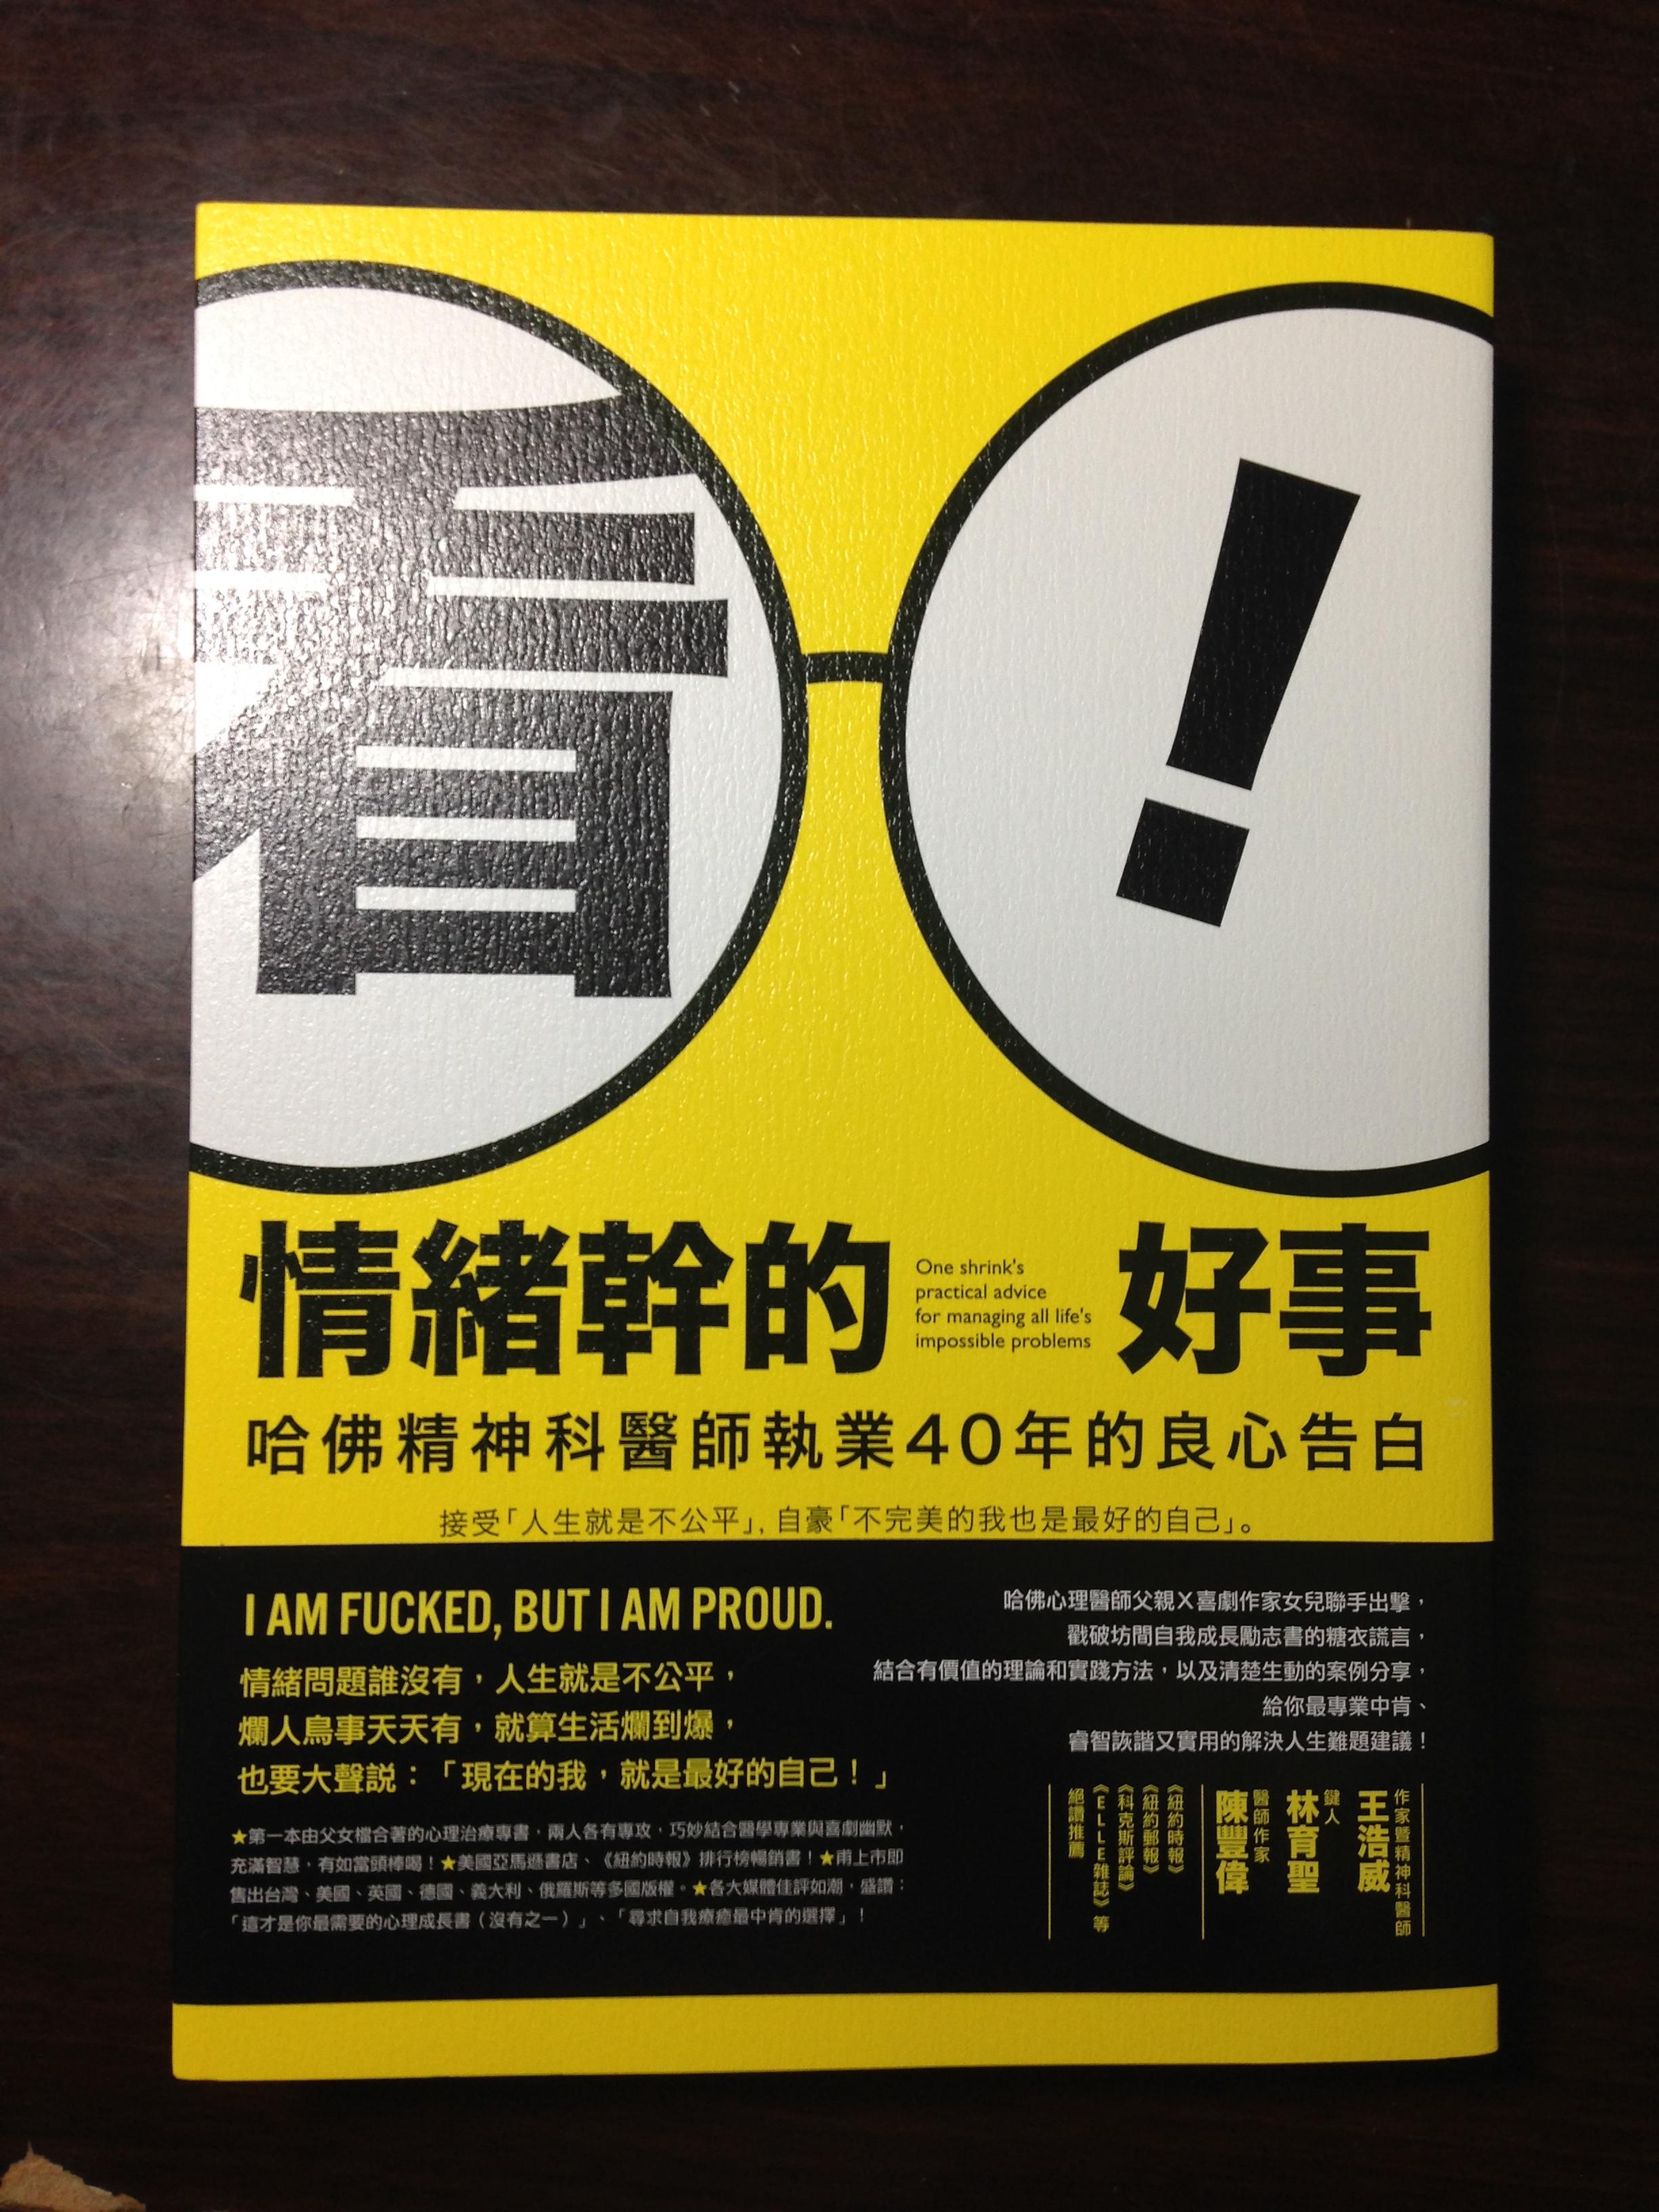 看!
情緒幹的好事
One shrink's
practical advice
for managing all life's
impossible problems
哈佛精神科醫師執業40年的良心告白
接受「人生就是不公平」,自豪「不完美的我也是最好的自己」。
I AM FUCKED, BUT I AM PROUD.
情緒問題誰沒有，人生就是不公平，
爛人鳥事天天有，就算生活爛到爆，
也要大聲說：「現在的我，就是最好的自己！」
★第一本由父女檔合著的心理治療專書，兩人各有專攻，巧妙結合醫學專業與喜劇幽默，
充滿智慧，有如當頭棒喝！★美國亞馬遜書店、《紐約時報》排行榜暢銷書！★甫上市即
售出台灣、美國、英國、德國、義大利、俄羅斯等多國版權。★各大媒體佳評如潮，盛讚：
「這才是你最需要的心理成長書（沒有之一）」、「尋求自我療癒最中肯的選擇」！
哈佛心理醫師父親X喜劇作家女兒聯手出擊，
戳破坊間自我成長勵志書的糖衣謊言，
結合有價值的理論和實踐方法，以及清楚生動的案例分享，
給你最專業中肯、
睿智詼諧又實用的解決人生難題建議！
作家暨精神科醫師
王浩威
鍵人
林育聖
醫師作家
陳豐偉
《紐約時報》
《紐約郵報》
《科克斯評論》
《ELLE雜誌》等
絕讚推薦